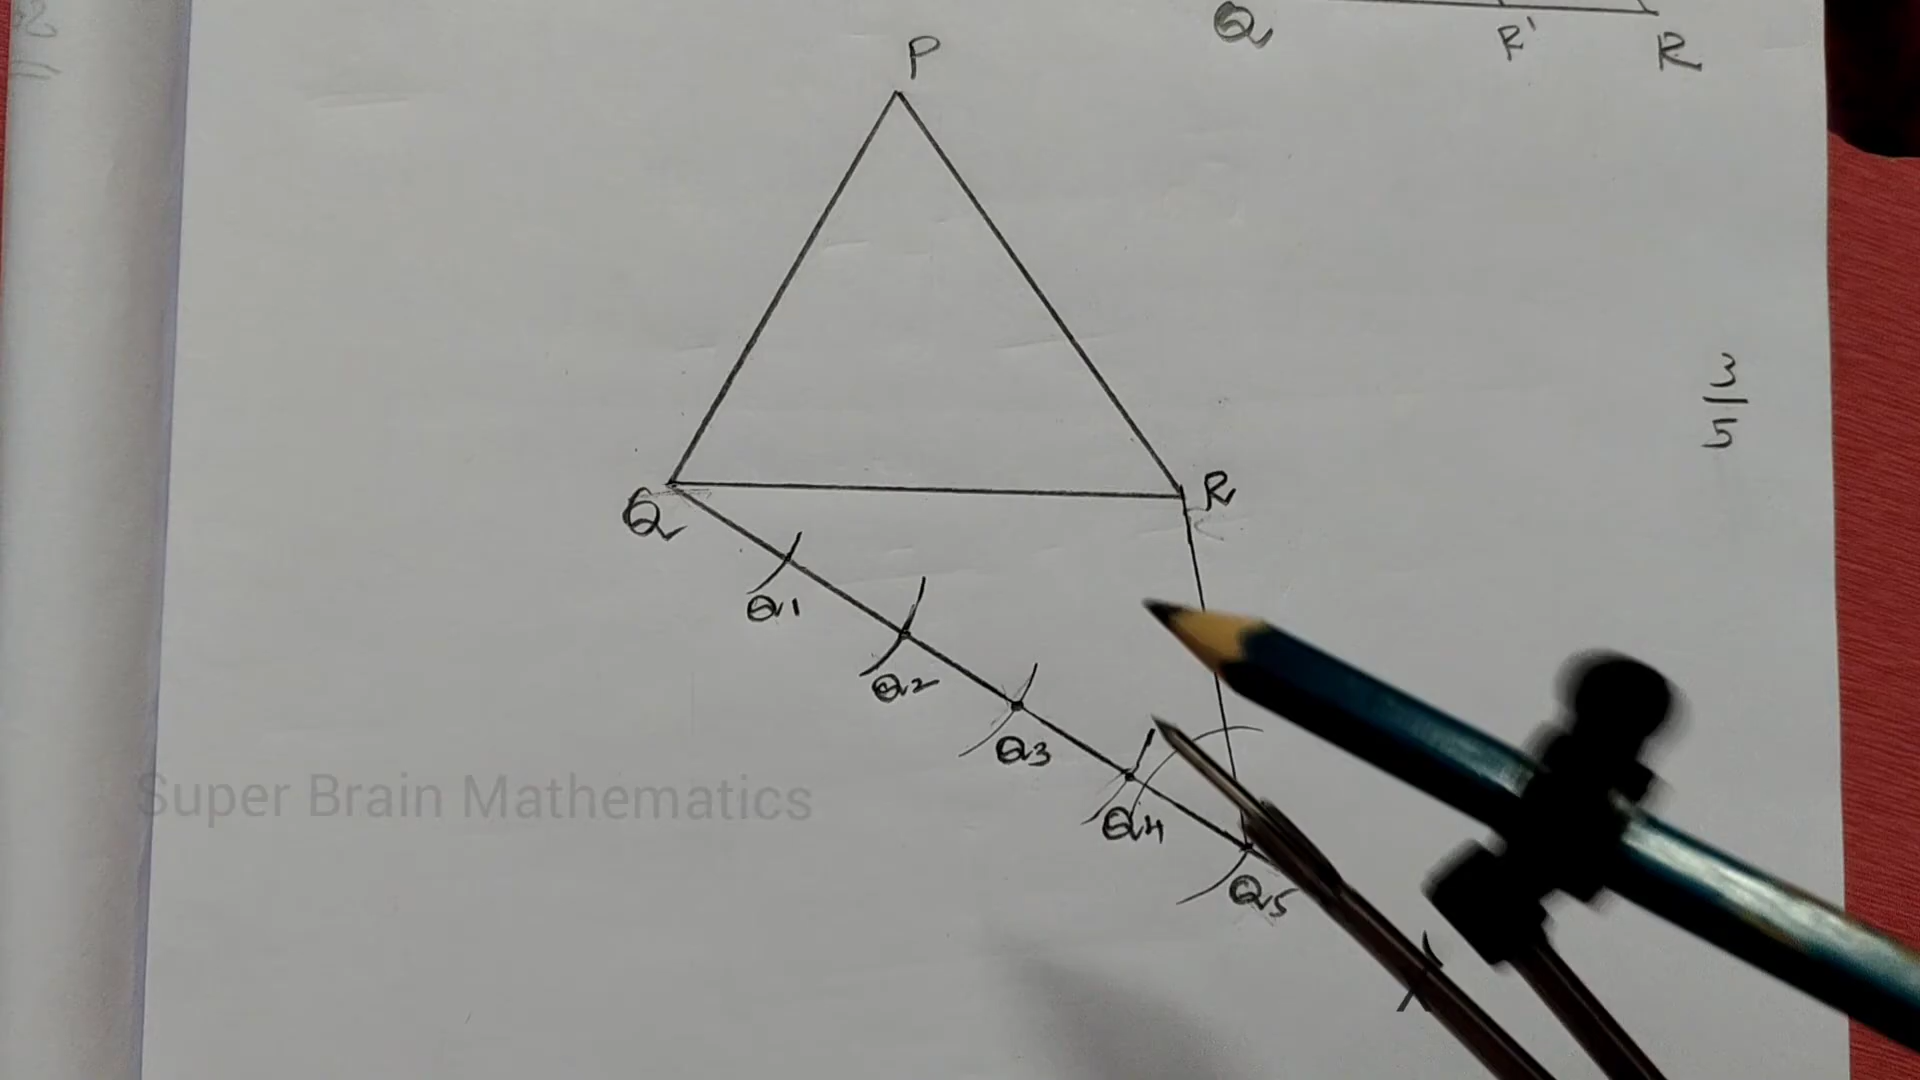 Q R' R
P
3/5
Q R
Q1
Q2
Q3
Q4
Q5
X
Super Brain Mathematics